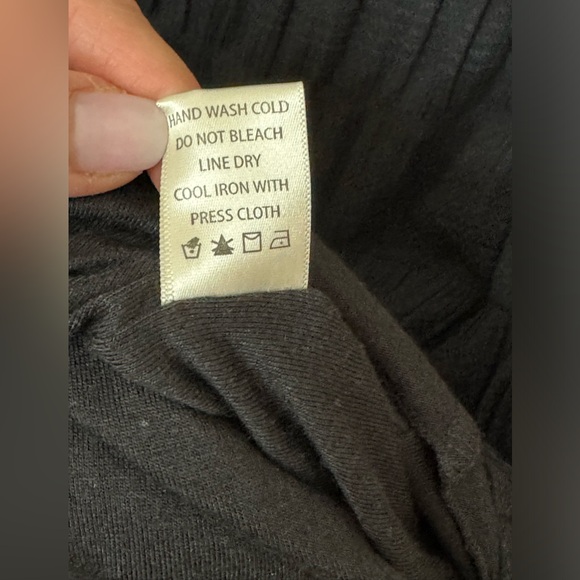 HAND WASH COLD
DO NOT BLEACH
LINE DRY
COOL IRON WITH
PRESS CLOTH